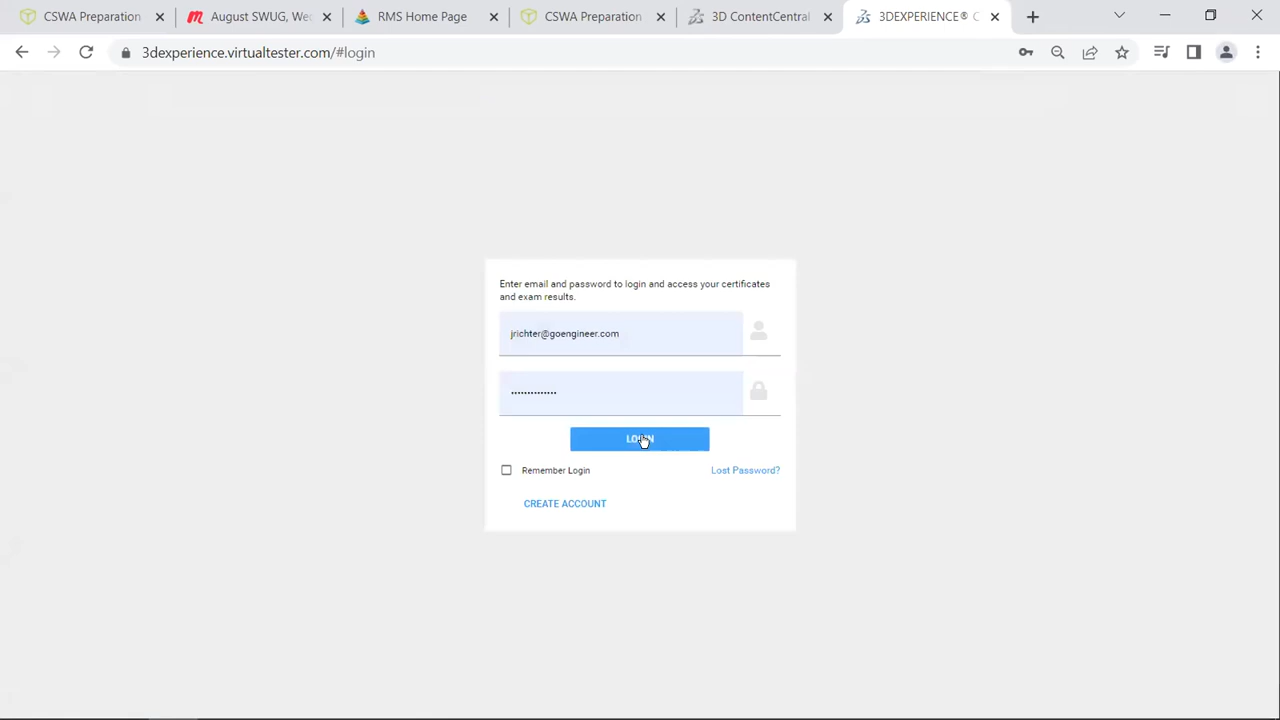 CSWA Preparation
August SWUG, We
RMS Home Page
CSWA Preparation
3D ContentCentral
3DEXPERIENCE® C
3dexperience.virtualtester.com/#login
Enter email and password to login and access your certificates
and exam results.
jrichter@goengineer.com
••••••••••••••
Remember Login
Lost Password?
CREATE ACCOUNT